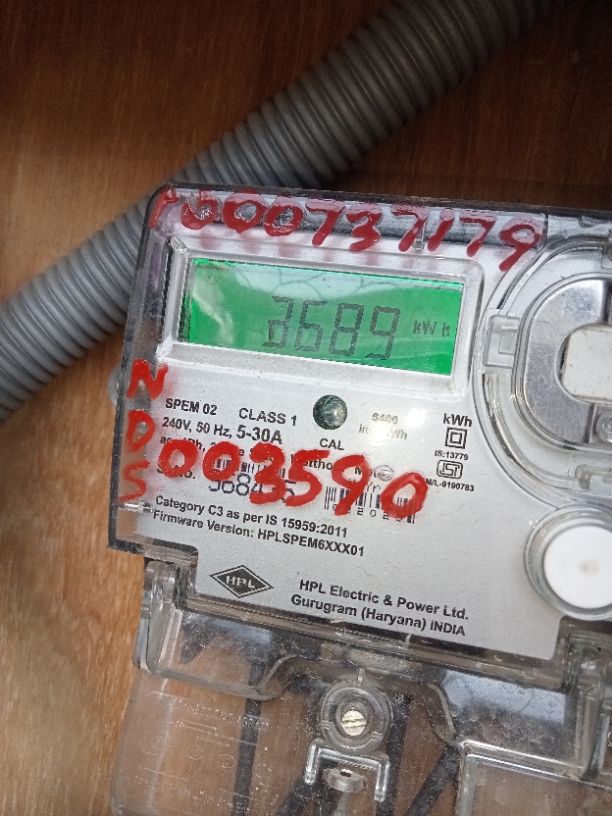 1000737179
3689 kWh
N
D
S
SPEM 02 CLASS 1
240V, 50 Hz, 5-30A
CAL
kWh
IS:13779
003590
Category C3 as per IS 15959:2011
Firmware Version: HPLSPEM6XXX01
HPL
HPL Electric & Power Ltd.
Gurugram (Haryana) INDIA